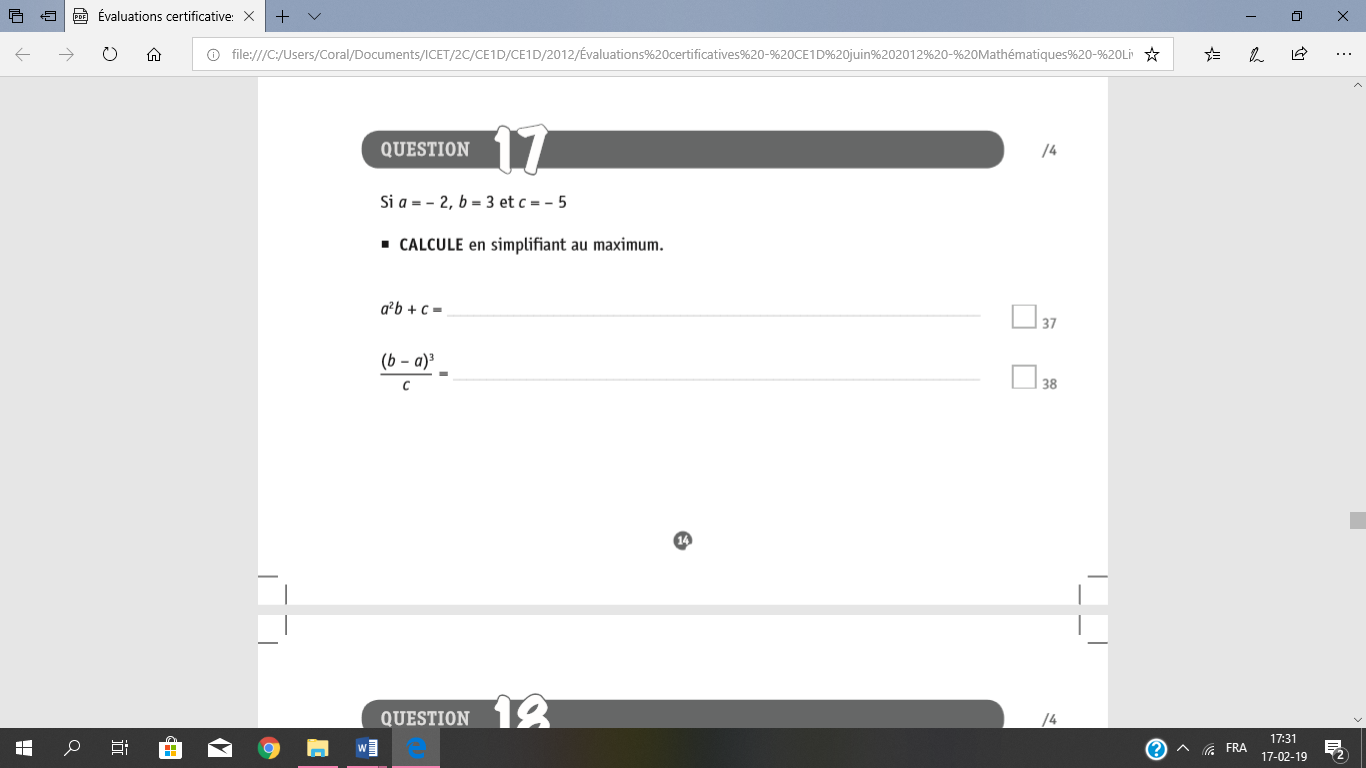 Évaluations certificative:
file:///C:/Users/Coral/Documents/ICET/2C/CE1D/CE1D/2012/Évaluations%20certificatives%20-%20CE1D%20juin%202012%20-%20Mathématiques%20-%20Li
QUESTION 17 /4
Si a = – 2, b = 3 et c = – 5
▪ CALCULE en simplifiant au maximum.
a²b + c =
37
(b – a)³
c
=
38
14
QUESTION 18 /4
FRA
17:31
17-02-19
2